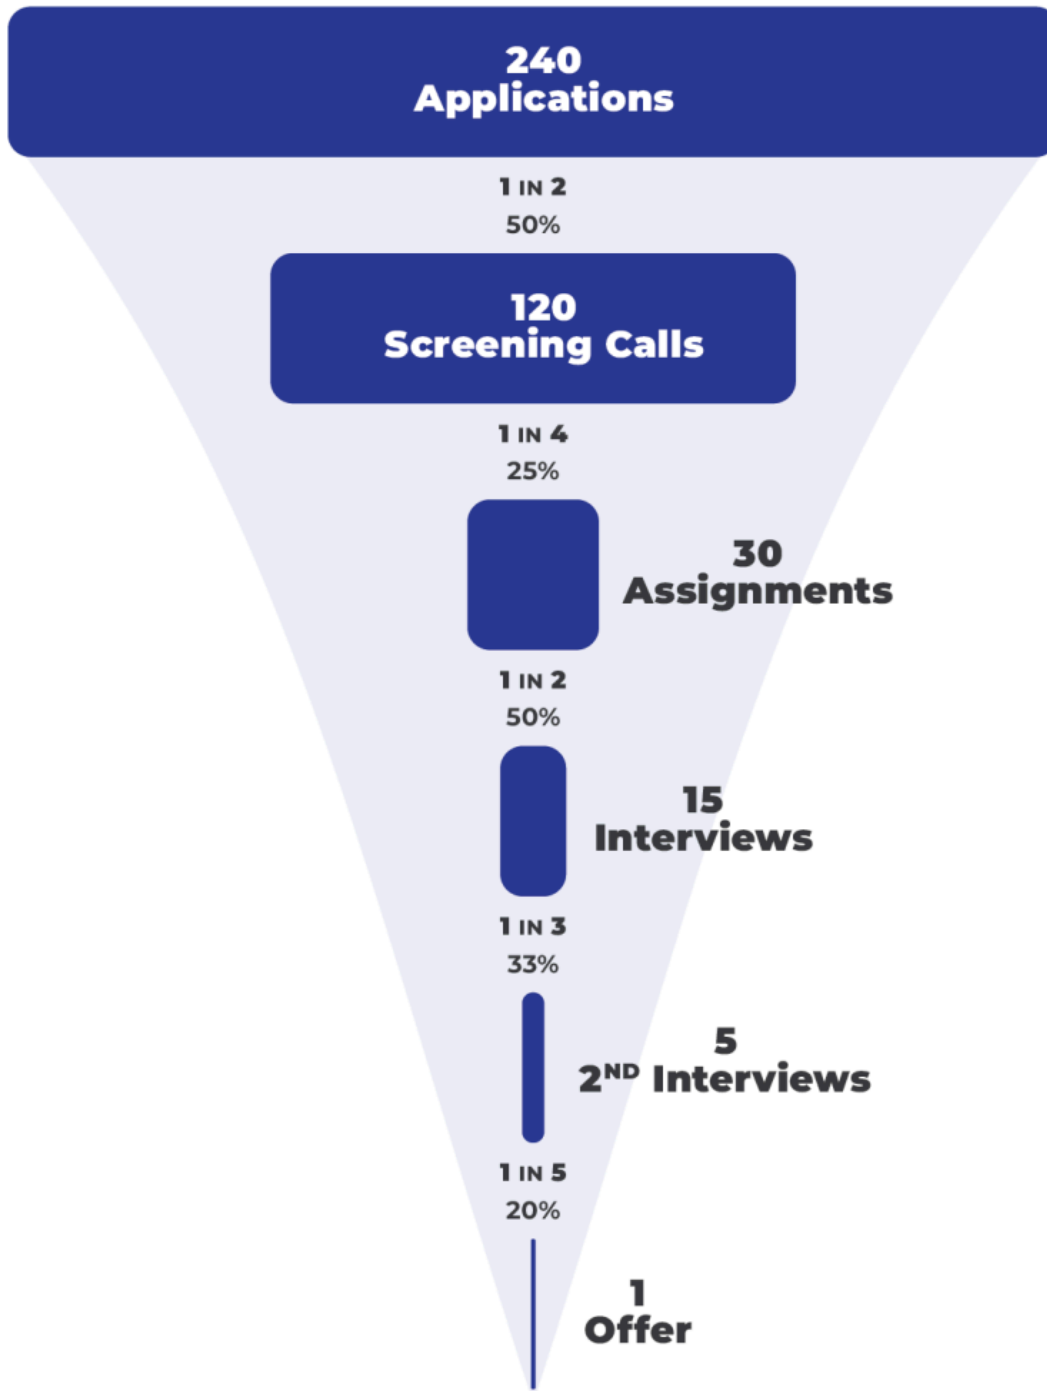 240
Applications
1 IN 2
50%
120
Screening Calls
1 IN 4
25%
30
Assignments
1 IN 2
50%
15
Interviews
1 IN 3
33%
5
2ND Interviews
1 IN 5
20%
1
Offer